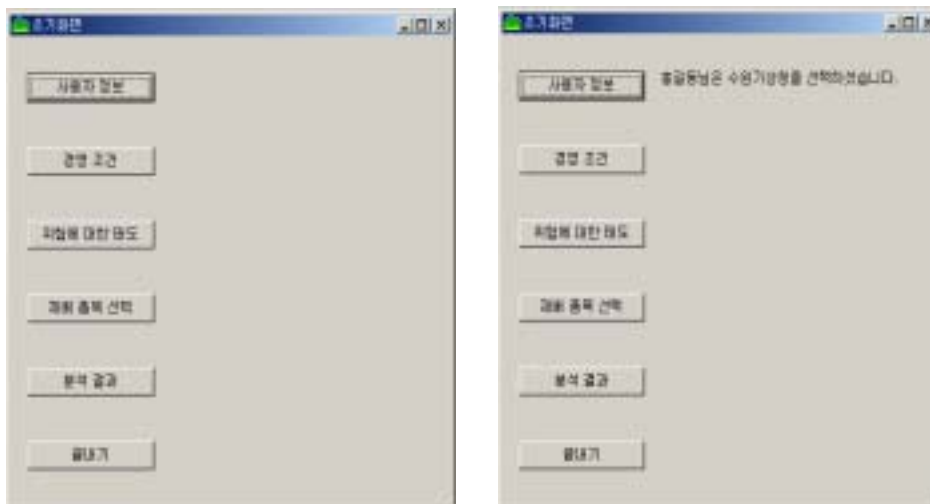 초기화면
사용자 정보
경영 조건
위험에 대한 태도
재배 종목 선택
분석 결과
끝내기
초기화면
사용자 정보
홍길동님은 수원기상청을 선택하셨습니다.
경영 조건
위험에 대한 태도
재배 종목 선택
분석 결과
끝내기